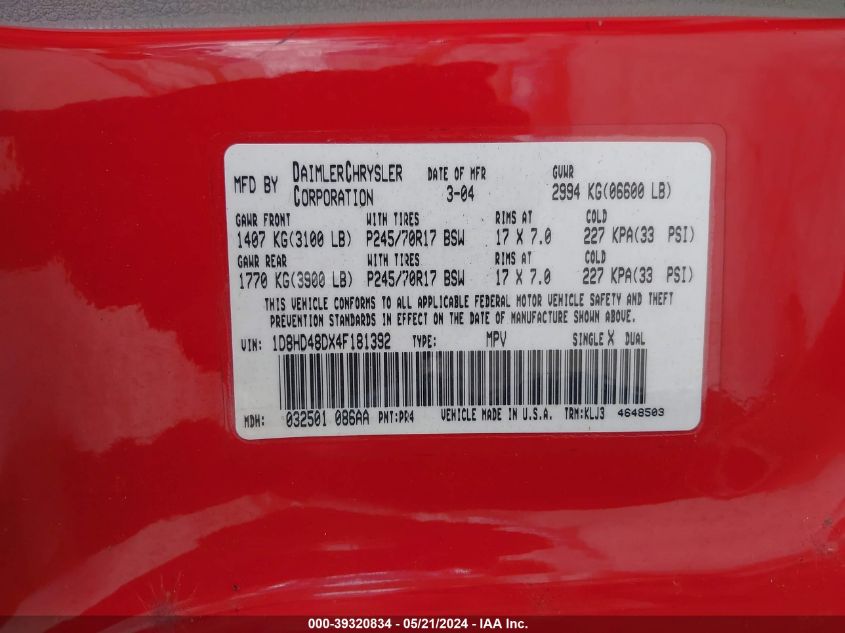 MFD BY DAIMLERCHRYSLER CORPORATION DATE OF MFR 3-04 GVWR 2994 KG(06600 LB)
GAWR FRONT WITH TIRES RIMS AT COLD
1407 KG(3100 LB) P245/70R17 BSW 17 X 7.0 227 KPA(33 PSI)
GAWR REAR WITH TIRES RIMS AT COLD
1770 KG(3900 LB) P245/70R17 BSW 17 X 7.0 227 KPA(33 PSI)
THIS VEHICLE CONFORMS TO ALL APPLICABLE FEDERAL MOTOR VEHICLE SAFETY AND THEFT
PREVENTION STANDARDS IN EFFECT ON THE DATE OF MANUFACTURE SHOWN ABOVE.
VIN: 1D8HD48DX4F181392 TYPE: MPV SINGLE X DUAL
MDH: 032501 086AA PNT:PR4 VEHICLE MADE IN U.S.A. TRM:KLJ3 4648503
000-39320834 - 05/21/2024 - IAA Inc.